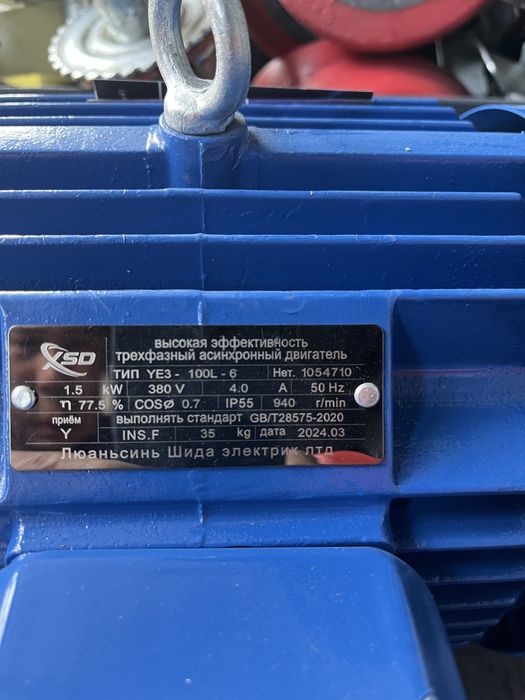 XSD
высокая эффективность
трехфазный асинхронный двигатель
ТИП YE3 - 100L - 6 Нет. 1054710
1.5 kW 380 V 4.0 A 50 Hz
η 77.5 % COSØ 0.7 IP55 940 r/min
приём выполнять стандарт GB/T28575-2020
Y INS.F 35 kg дата 2024.03
Люаньсинь Шида электрик лтд